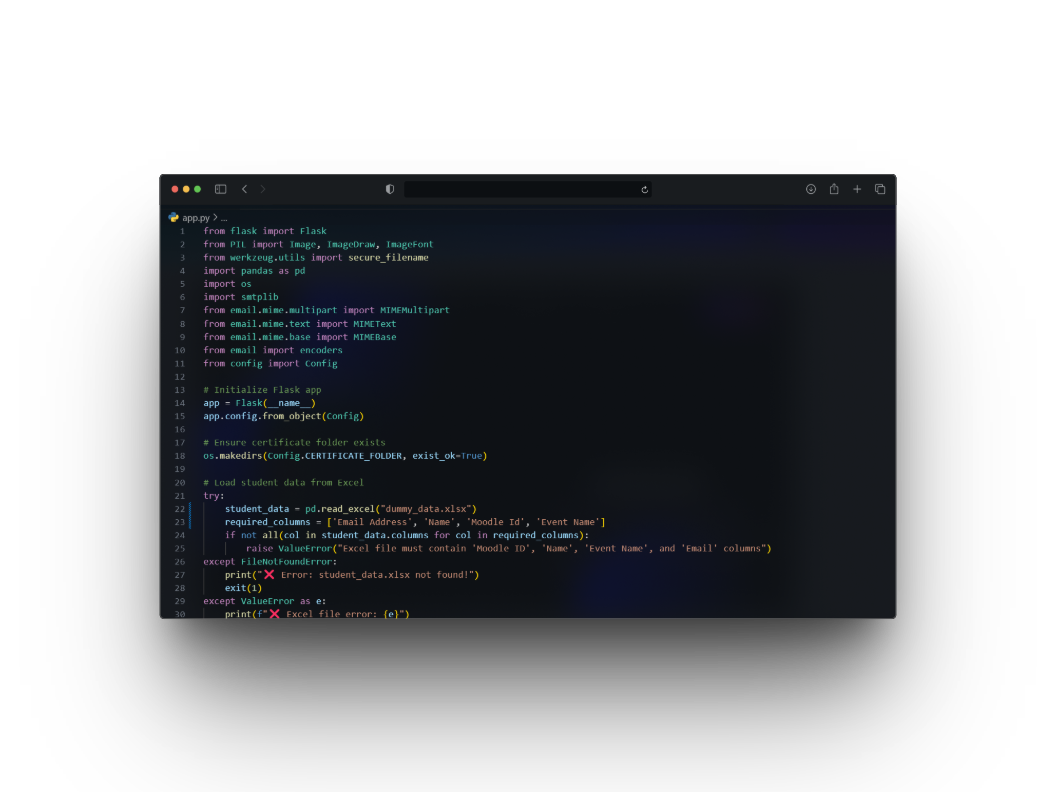 app.py > ...
1 from flask import Flask
2 from PIL import Image, ImageDraw, ImageFont
3 from werkzeug.utils import secure_filename
4 import pandas as pd
5 import os
6 import smtplib
7 from email.mime.multipart import MIMEMultipart
8 from email.mime.text import MIMEText
9 from email.mime.base import MIMEBase
10 from email import encoders
11 from config import Config
12
13 # Initialize Flask app
14 app = Flask(__name__)
15 app.config.from_object(Config)
16
17 # Ensure certificate folder exists
18 os.makedirs(Config.CERTIFICATE_FOLDER, exist_ok=True)
19
20 # Load student data from Excel
21 try:
22 student_data = pd.read_excel("dummy_data.xlsx")
23 required_columns = ['Email Address', 'Name', 'Moodle Id', 'Event Name']
24 if not all(col in student_data.columns for col in required_columns):
25 raise ValueError("Excel file must contain 'Moodle ID', 'Name', 'Event Name', and 'Email' columns")
26 except FileNotFoundError:
27 print("❌ Error: student_data.xlsx not found!")
28 exit(1)
29 except ValueError as e:
30 print(f"❌ Excel file error: {e}")